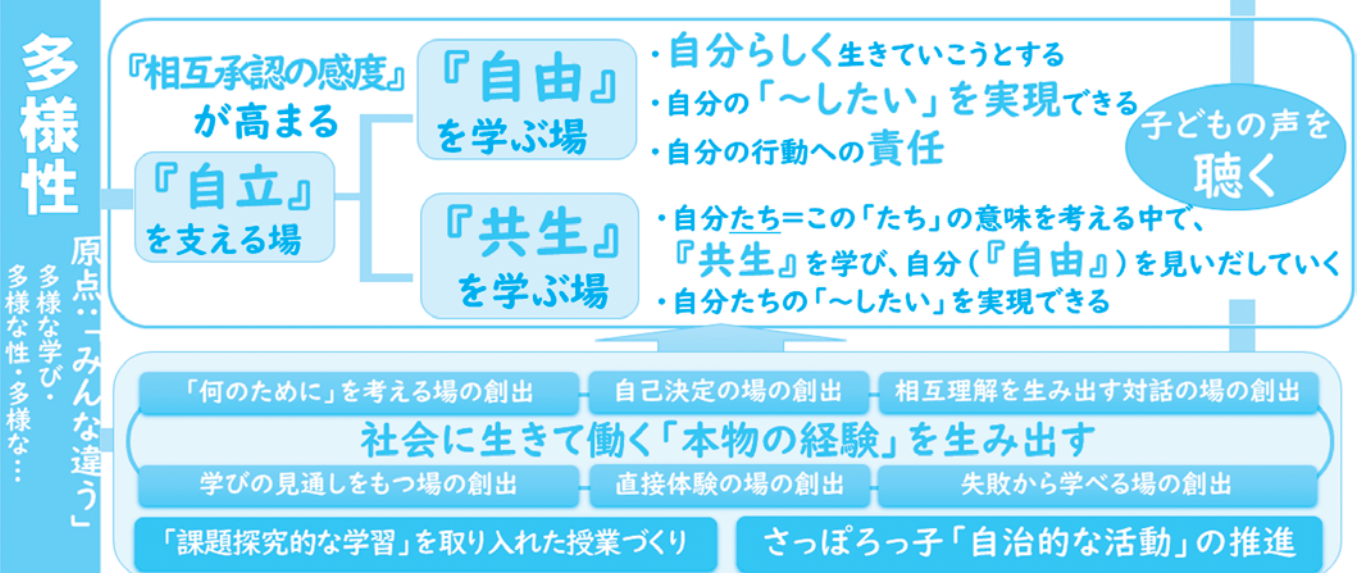 多様性
原点:「みんな違う」
多様な学び・
多様な性・多様な…
『相互承認の感度』
が高まる
『自立』
を支える場
『自由』
を学ぶ場
・自分らしく生きていこうとする
・自分の「～したい」を実現できる
・自分の行動への責任
『共生』
を学ぶ場
・自分たち=この「たち」の意味を考える中で、
『共生』を学び、自分(『自由』)を見いだしていく
・自分たちの「～したい」を実現できる
子どもの声を
聴く
「何のために」を考える場の創出
自己決定の場の創出
相互理解を生み出す対話の場の創出
社会に生きて働く「本物の経験」を生み出す
学びの見通しをもつ場の創出
直接体験の場の創出
失敗から学べる場の創出
「課題探究的な学習」を取り入れた授業づくり
さっぽろっ子「自治的な活動」の推進